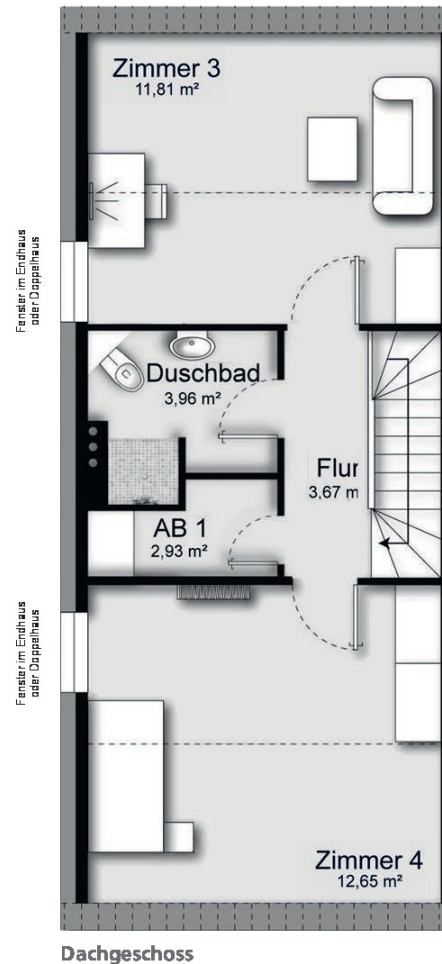 Zimmer 3
11,81 m²
Fenster im Endhaus
oder Doppelhaus
Duschbad
3,96 m²
Flur
3,67 m
AB 1
2,93 m²
Fenster im Endhaus
oder Doppelhaus
Zimmer 4
12,65 m²
Dachgeschoss